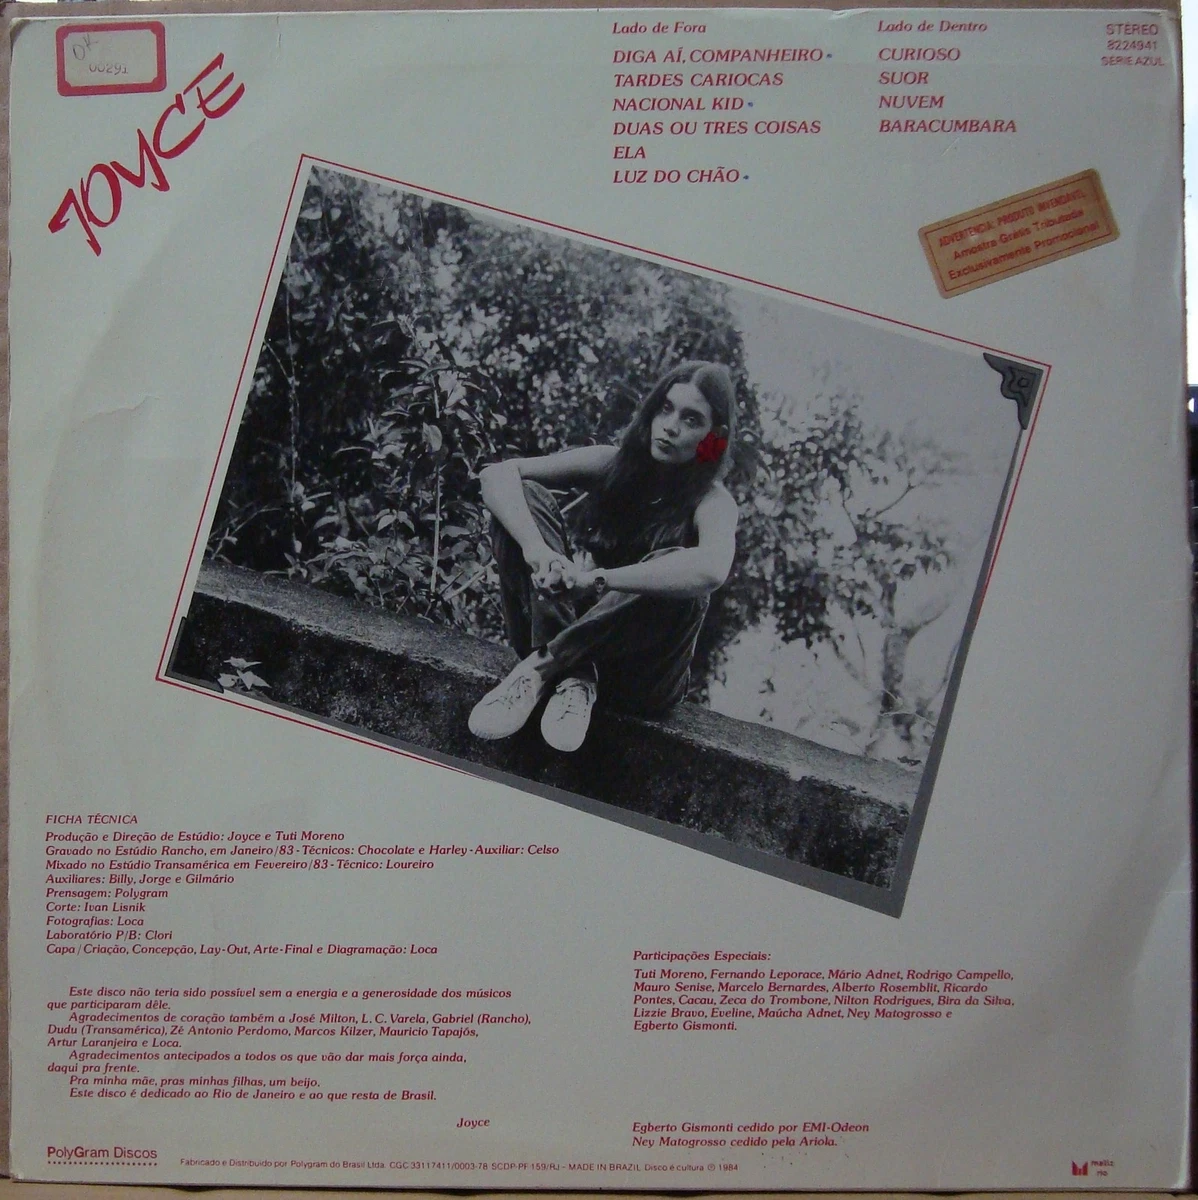 DK
00291
JOYCE
Lado de Fora
DIGA AÍ, COMPANHEIRO •
TARDES CARIOCAS
NACIONAL KID •
DUAS OU TRES COISAS
ELA
LUZ DO CHÃO •
Lado de Dentro
CURIOSO
SUOR
NUVEM
BARACUMBARA
STEREO
8224941
SERIE AZUL
ADVERTENCIA: PRODUTO INVENDAVEL
Amostra Gratis Tributada
Exclusivamente Promocional
FICHA TÊCNICA
Produção e Direção de Estúdio: Joyce e Tuti Moreno
Gravado no Estúdio Rancho, em Janeiro/83 - Técnicos: Chocolate e Harley - Auxiliar: Celso
Mixado no Estúdio Transamérica em Fevereiro/83 - Técnico: Loureiro
Auxiliares: Billy, Jorge e Gilmário
Prensagem: Polygram
Corte: Ivan Lisnik
Fotografias: Loca
Laboratório P/B: Clori
Capa/Criação, Concepção, Lay-Out, Arte-Final e Diagramação: Loca
Este disco não teria sido possível sem a energia e a generosidade dos músicos
que participaram dêle.
Agradecimentos de coração também a José Milton, L. C. Varela, Gabriel (Rancho),
Dudu (Transamérica), Zé Antonio Perdomo, Marcos Kilzer, Mauricio Tapajós,
Artur Laranjeira e Loca.
Agradecimentos antecipados a todos os que vão dar mais força ainda,
daqui pra frente.
Pra minha mãe, pras minhas filhas, um beijo.
Este disco é dedicado ao Rio de Janeiro e ao que resta de Brasil.
Joyce
Participações Especiais:
Tuti Moreno, Fernando Leporace, Mário Adnet, Rodrigo Campello,
Mauro Senise, Marcelo Bernardes, Alberto Rosemblit, Ricardo
Pontes, Cacau, Zeca do Trombone, Nilton Rodrigues, Bira da Silva,
Lizzie Bravo, Eveline, Maúcha Adnet, Ney Matogrosso e
Egberto Gismonti.
Egberto Gismonti cedido por EMI-Odeon
Ney Matogrosso cedido pela Ariola.
PolyGram Discos
Fabricado e Distribuido por Polygram do Brasil Ltda. CGC 33117411/0003-78 SCDP-PF 159/RJ - MADE IN BRAZIL Disco é cultura ℗ 1984
rio